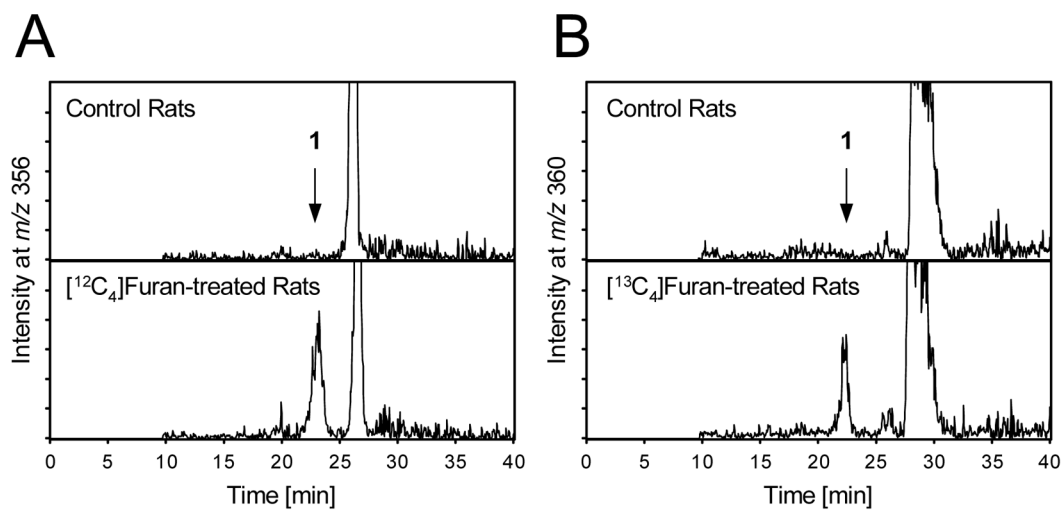 A
B
Control Rats
1
Intensity at m/z 356
[¹²C₄]Furan-treated Rats
0 5 10 15 20 25 30 35 40
Time [min]
Control Rats
1
Intensity at m/z 360
[¹³C₄]Furan-treated Rats
0 5 10 15 20 25 30 35 40
Time [min]